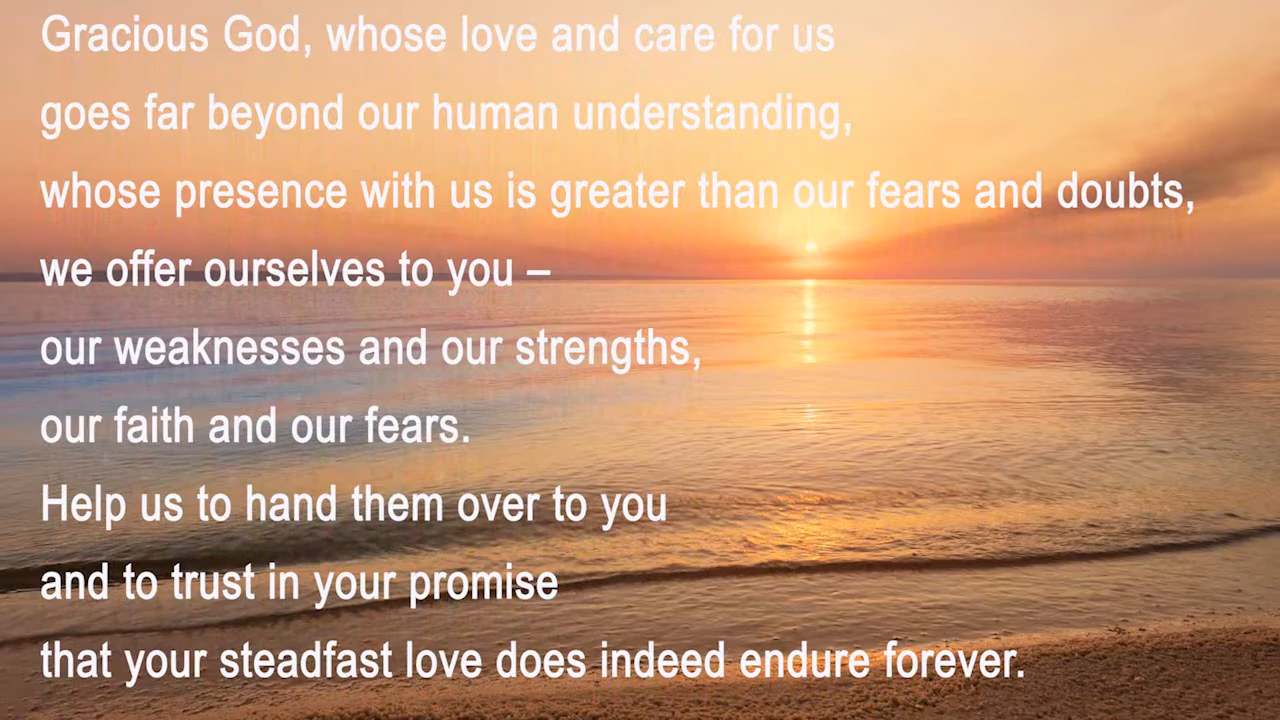 Gracious God, whose love and care for us
goes far beyond our human understanding,
whose presence with us is greater than our fears and doubts,
we offer ourselves to you –
our weaknesses and our strengths,
our faith and our fears.
Help us to hand them over to you
and to trust in your promise
that your steadfast love does indeed endure forever.